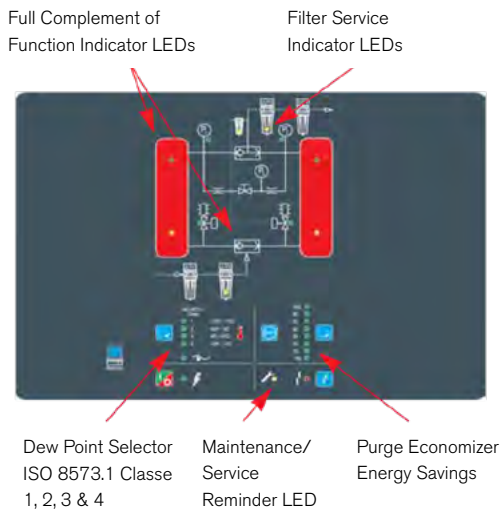 Full Complement of
Function Indicator LEDs
Filter Service
Indicator LEDs
Dew Point Selector
ISO 8573.1 Classe
1, 2, 3 & 4
Maintenance/
Service
Reminder LED
Purge Economizer
Energy Savings